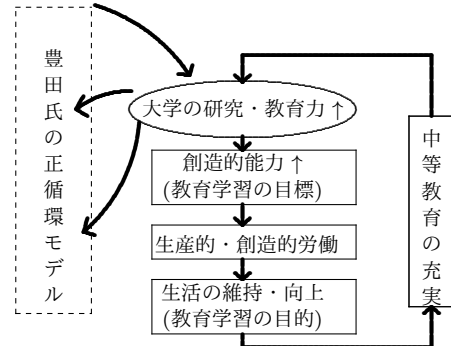 豊田氏の正循環モデル
大学の研究・教育力↑
創造的能力↑
(教育学習の目標)
生産的・創造的労働
生活の維持・向上
(教育学習の目的)
中等教育の充実